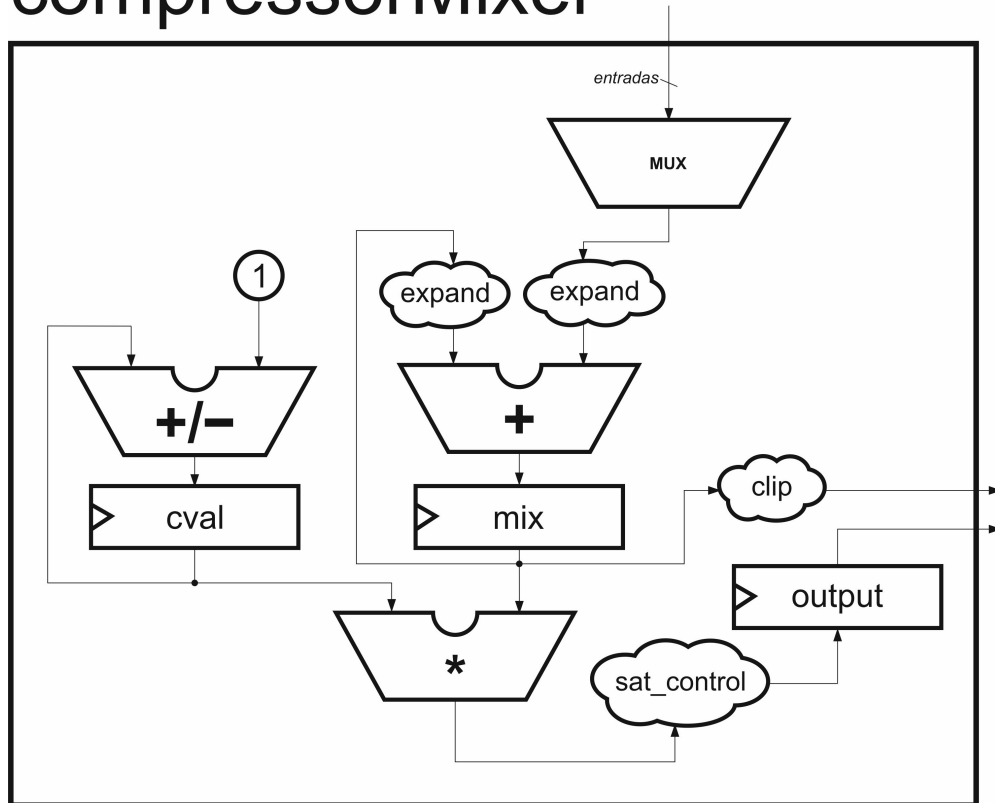 compressorMixer
entradas
MUX
1
expand
expand
+/−
+
cval
mix
clip
output
*
sat_control